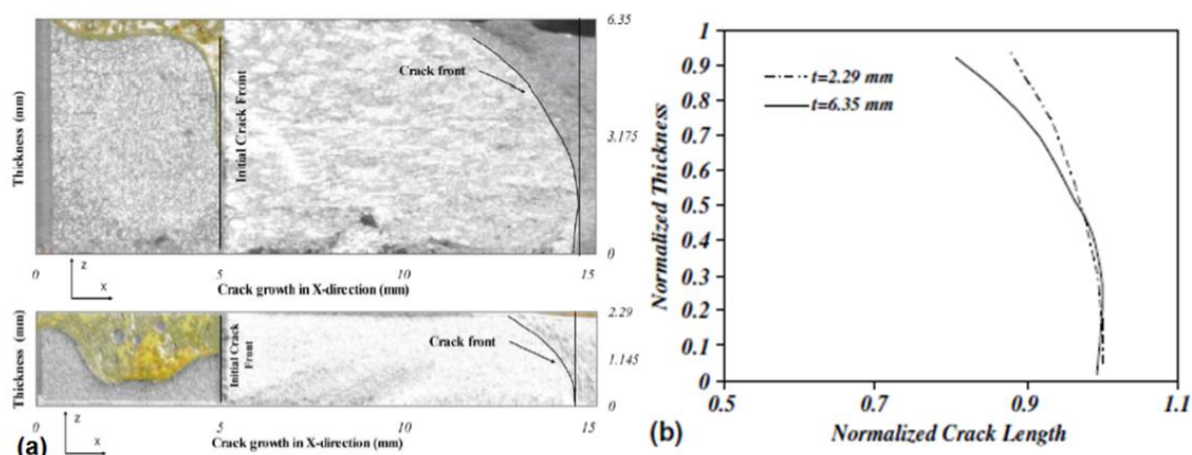 6.35
Crack front
Initial Crack Front
Thickness (mm)
3.175
0
0 5 10 15
z
x
Crack growth in X-direction (mm)
2.29
Crack front
Initial Crack
Front
Thickness (mm)
1.145
0
0 5 10 15
z
x
Crack growth in X-direction (mm)
(a)
1
0.9
0.8
0.7
0.6
0.5
0.4
0.3
0.2
0.1
0
t=2.29 mm
t=6.35 mm
Normalized Thickness
0.5 0.7 0.9 1.1
Normalized Crack Length
(b)